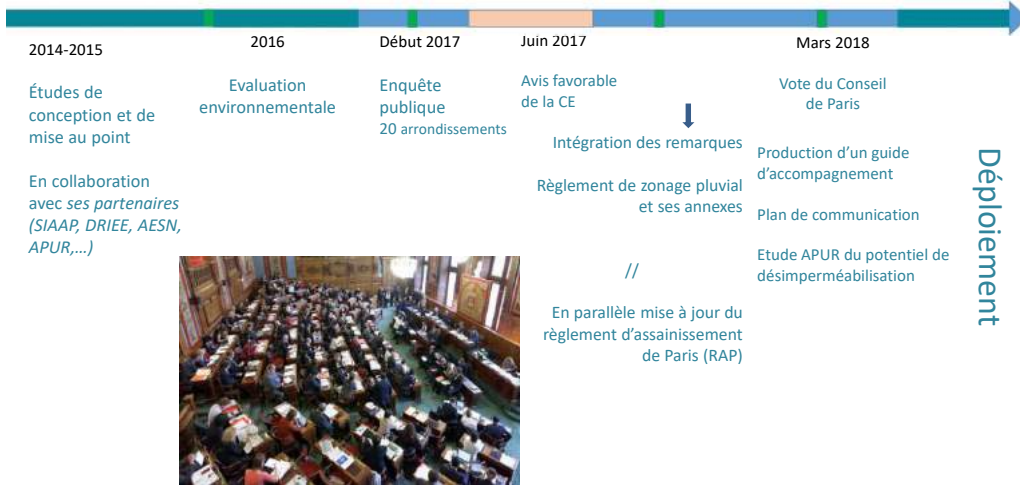 2014-2015
Études de
conception et de
mise au point
En collaboration
avec ses partenaires
(SIAAP, DRIEE, AESN,
APUR,...)
2016
Evaluation
environnementale
Début 2017
Enquête
publique
20 arrondissements
Juin 2017
Avis favorable
de la CE
Intégration des remarques
Règlement de zonage pluvial
et ses annexes
//
En parallèle mise à jour du
règlement d'assainissement
de Paris (RAP)
Mars 2018
Vote du Conseil
de Paris
Production d'un guide
d'accompagnement
Plan de communication
Etude APUR du potentiel de
désimperméabilisation
Déploiement